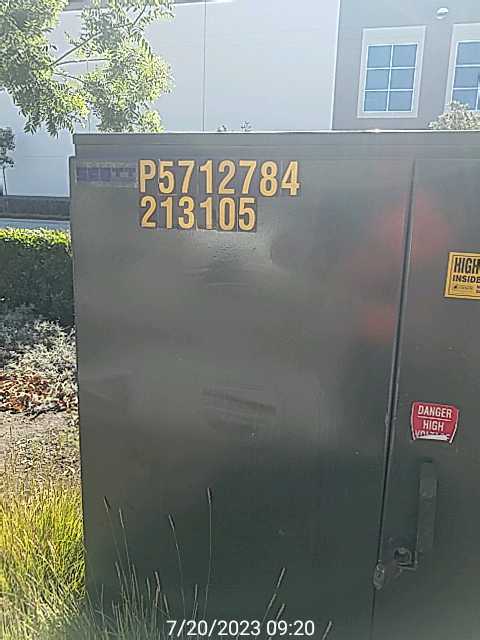 P5712784
213105
HIGH
INSIDE
DANGER
HIGH
7/20/2023 09:20